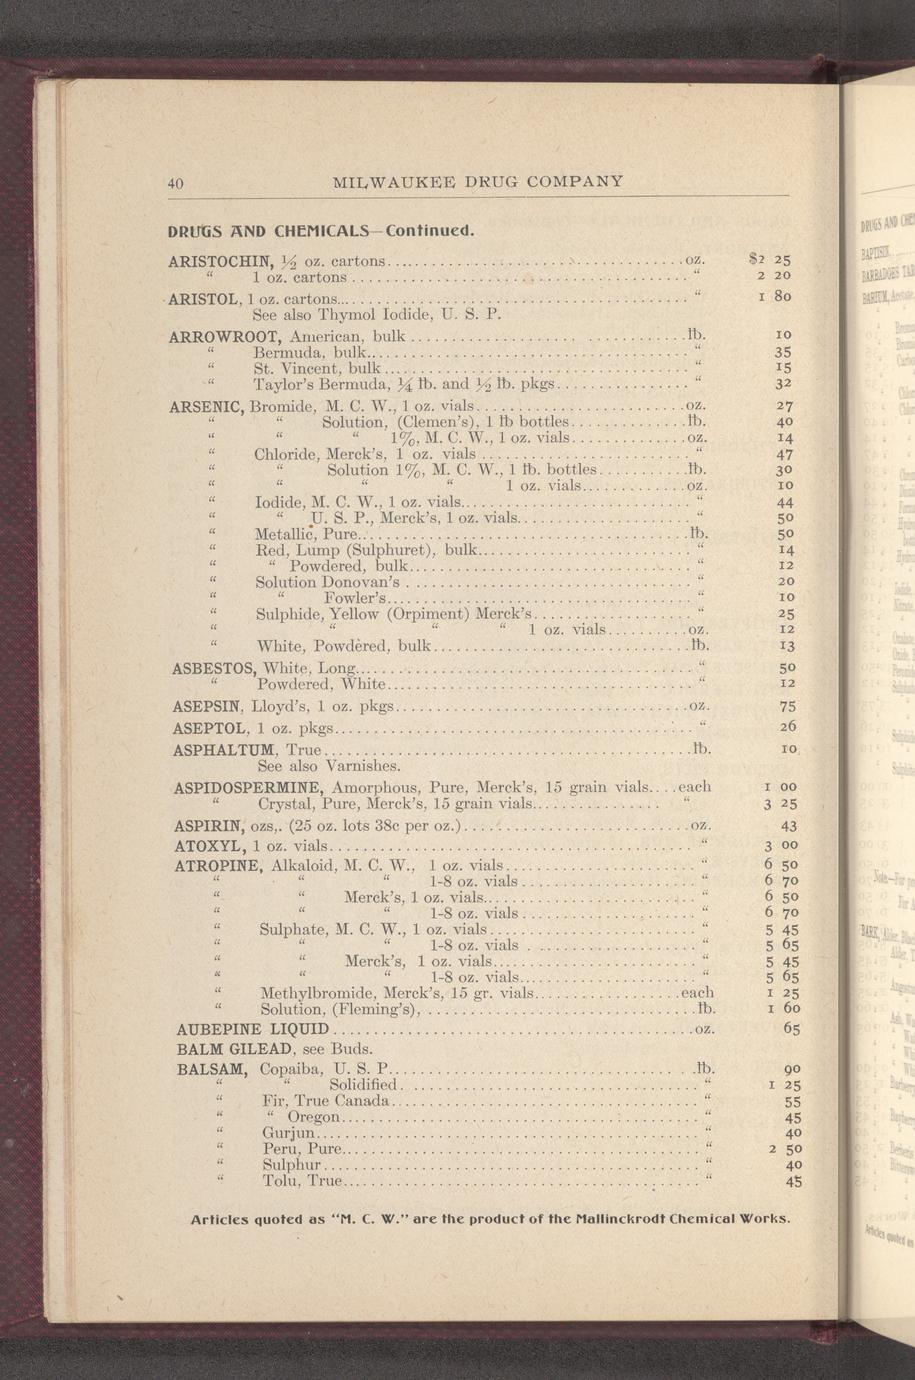 40 MILWAUKEE DRUG COMPANY
DRUGS AND CHEMICALS—Continued.
ARISTOCHIN, ½ oz. cartons....................oz. $2 25
“ 1 oz. cartons....................“ 2 20
ARISTOL, 1 oz. cartons....................“ 1 80
See also Thymol Iodide, U. S. P.
ARROWROOT, American, bulk....................lb. 10
“ Bermuda, bulk....................“ 35
“ St. Vincent, bulk....................“ 15
“ Taylor's Bermuda, ¼ lb. and ½ lb. pkgs...............“ 32
ARSENIC, Bromide, M. C. W., 1 oz. vials....................oz. 27
“ “ Solution, (Clemen's), 1 lb bottles..............lb. 40
“ “ “ 1%, M. C. W., 1 oz. vials..............oz. 14
“ Chloride, Merck's, 1 oz. vials....................“ 47
“ “ Solution 1%, M. C. W., 1 lb. bottles...........lb. 30
“ “ “ “ 1 oz. vials.............oz. 10
“ Iodide, M. C. W., 1 oz. vials....................“ 44
“ “ U. S. P., Merck's, 1 oz. vials....................“ 50
“ Metallic, Pure....................lb. 50
“ Red, Lump (Sulphuret), bulk....................“ 14
“ “ Powdered, bulk....................“ 12
“ Solution Donovan's....................“ 20
“ “ Fowler's....................“ 10
“ Sulphide, Yellow (Orpiment) Merck's...................“ 25
“ “ “ “ 1 oz. vials..........oz. 12
“ White, Powdered, bulk....................lb. 13
ASBESTOS, White, Long....................“ 50
“ Powdered, White....................“ 12
ASEPSIN, Lloyd's, 1 oz. pkgs....................oz. 75
ASEPTOL, 1 oz. pkgs....................“ 26
ASPHALTUM, True....................lb. 10
See also Varnishes.
ASPIDOSPERMINE, Amorphous, Pure, Merck's, 15 grain vials....each 1 00
“ Crystal, Pure, Merck's, 15 grain vials...............“ 3 25
ASPIRIN, ozs,. (25 oz. lots 38c per oz.)....................oz. 43
ATOXYL, 1 oz. vials....................“ 3 00
ATROPINE, Alkaloid, M. C. W., 1 oz. vials....................“ 6 50
“ “ “ 1-8 oz. vials....................“ 6 70
“ “ Merck's, 1 oz. vials....................“ 6 50
“ “ “ 1-8 oz. vials....................“ 6 70
“ Sulphate, M. C. W., 1 oz. vials....................“ 5 45
“ “ “ 1-8 oz. vials....................“ 5 65
“ “ Merck's, 1 oz. vials....................“ 5 45
“ “ “ 1-8 oz. vials....................“ 5 65
“ Methylbromide, Merck's, 15 gr. vials..................each 1 25
“ Solution, (Fleming's),....................lb. 1 60
AUBEPINE LIQUID....................oz. 65
BALM GILEAD, see Buds.
BALSAM, Copaiba, U. S. P....................lb. 90
“ “ Solidified....................“ 1 25
“ Fir, True Canada....................“ 55
“ “ Oregon....................“ 45
“ Gurjun....................“ 40
“ Peru, Pure....................“ 2 50
“ Sulphur....................“ 40
“ Tolu, True....................“ 45
Articles quoted as “M. C. W.” are the product of the Mallinckrodt Chemical Works.
DRUGS AND CHE
BAPTISIN
BARBADOES TAR
BARIUM, Acetate
BARK,
Articles quoted as